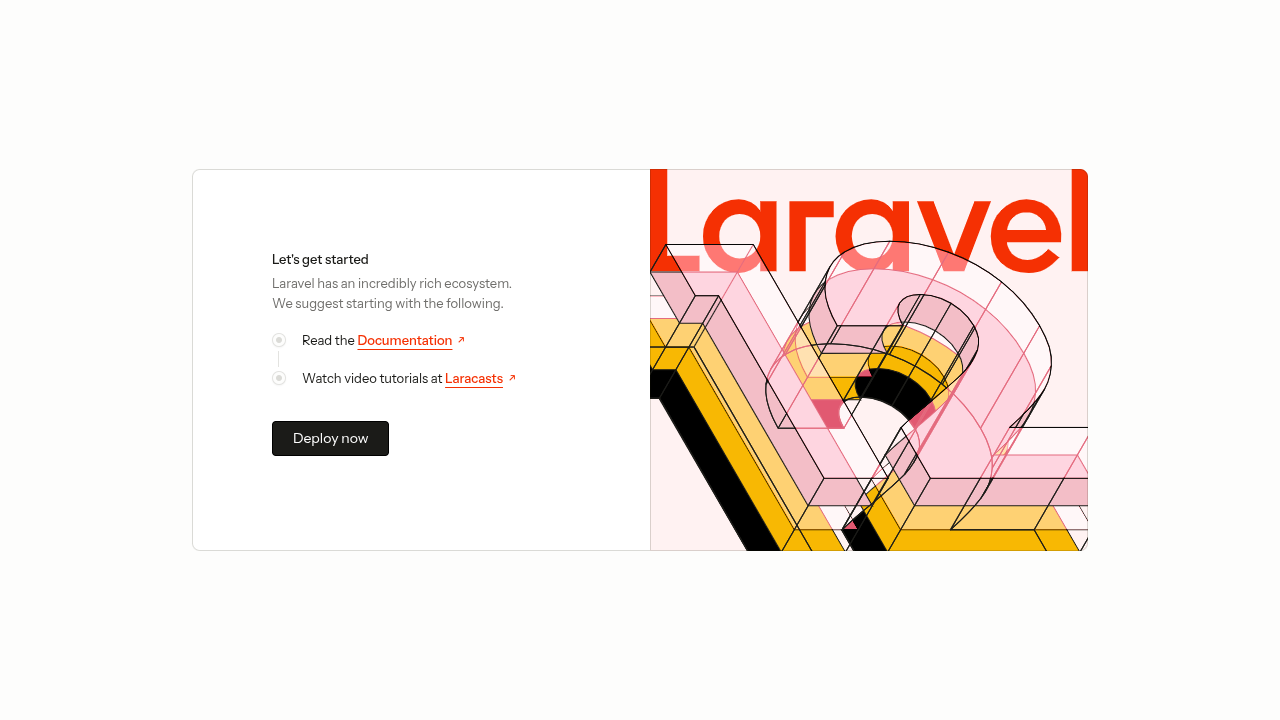 Let's get started
Laravel has an incredibly rich ecosystem.
We suggest starting with the following.
Read the Documentation
Watch video tutorials at Laracasts
Deploy now
Laravel